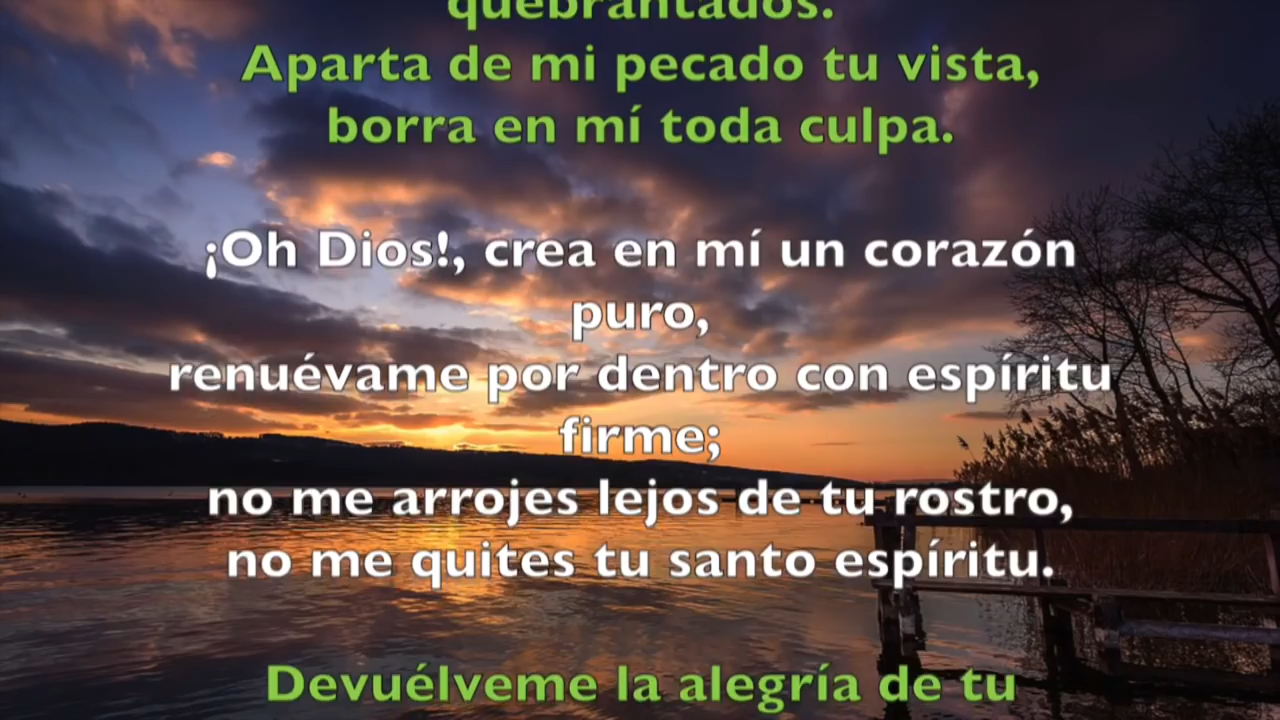 quebrantados.
Aparta de mi pecado tu vista,
borra en mí toda culpa.
¡Oh Dios!, crea en mí un corazón
puro,
renuévame por dentro con espíritu
firme;
no me arrojes lejos de tu rostro,
no me quites tu santo espíritu.
Devuélveme la alegría de tu